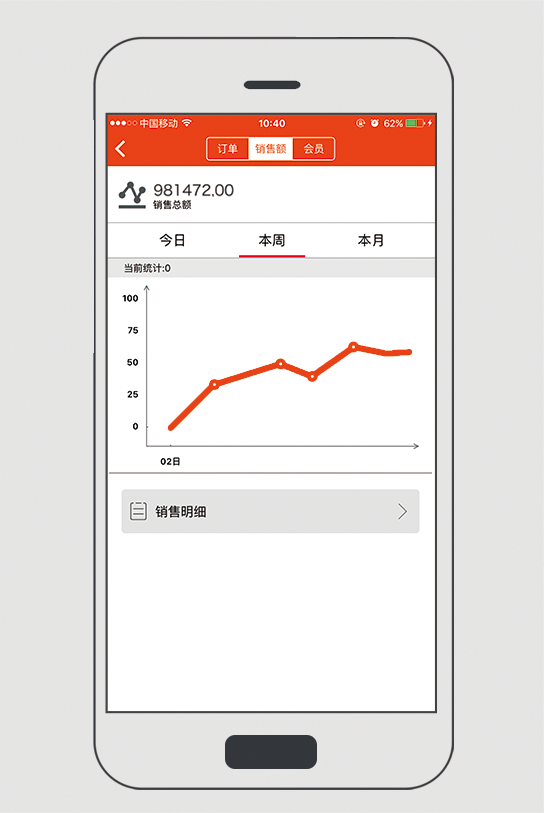 中国移动 10:40 62%
订单 销售额 会员
981472.00
销售总额
今日 本周 本月
当前统计:0
100
75
50
25
0
02日
销售明细